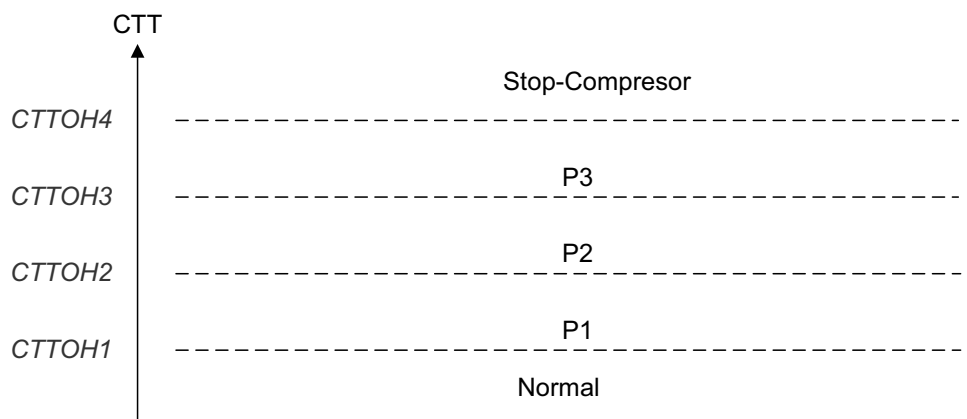 CTT
Stop-Compresor
CTTOH4
P3
CTTOH3
P2
CTTOH2
P1
CTTOH1
Normal